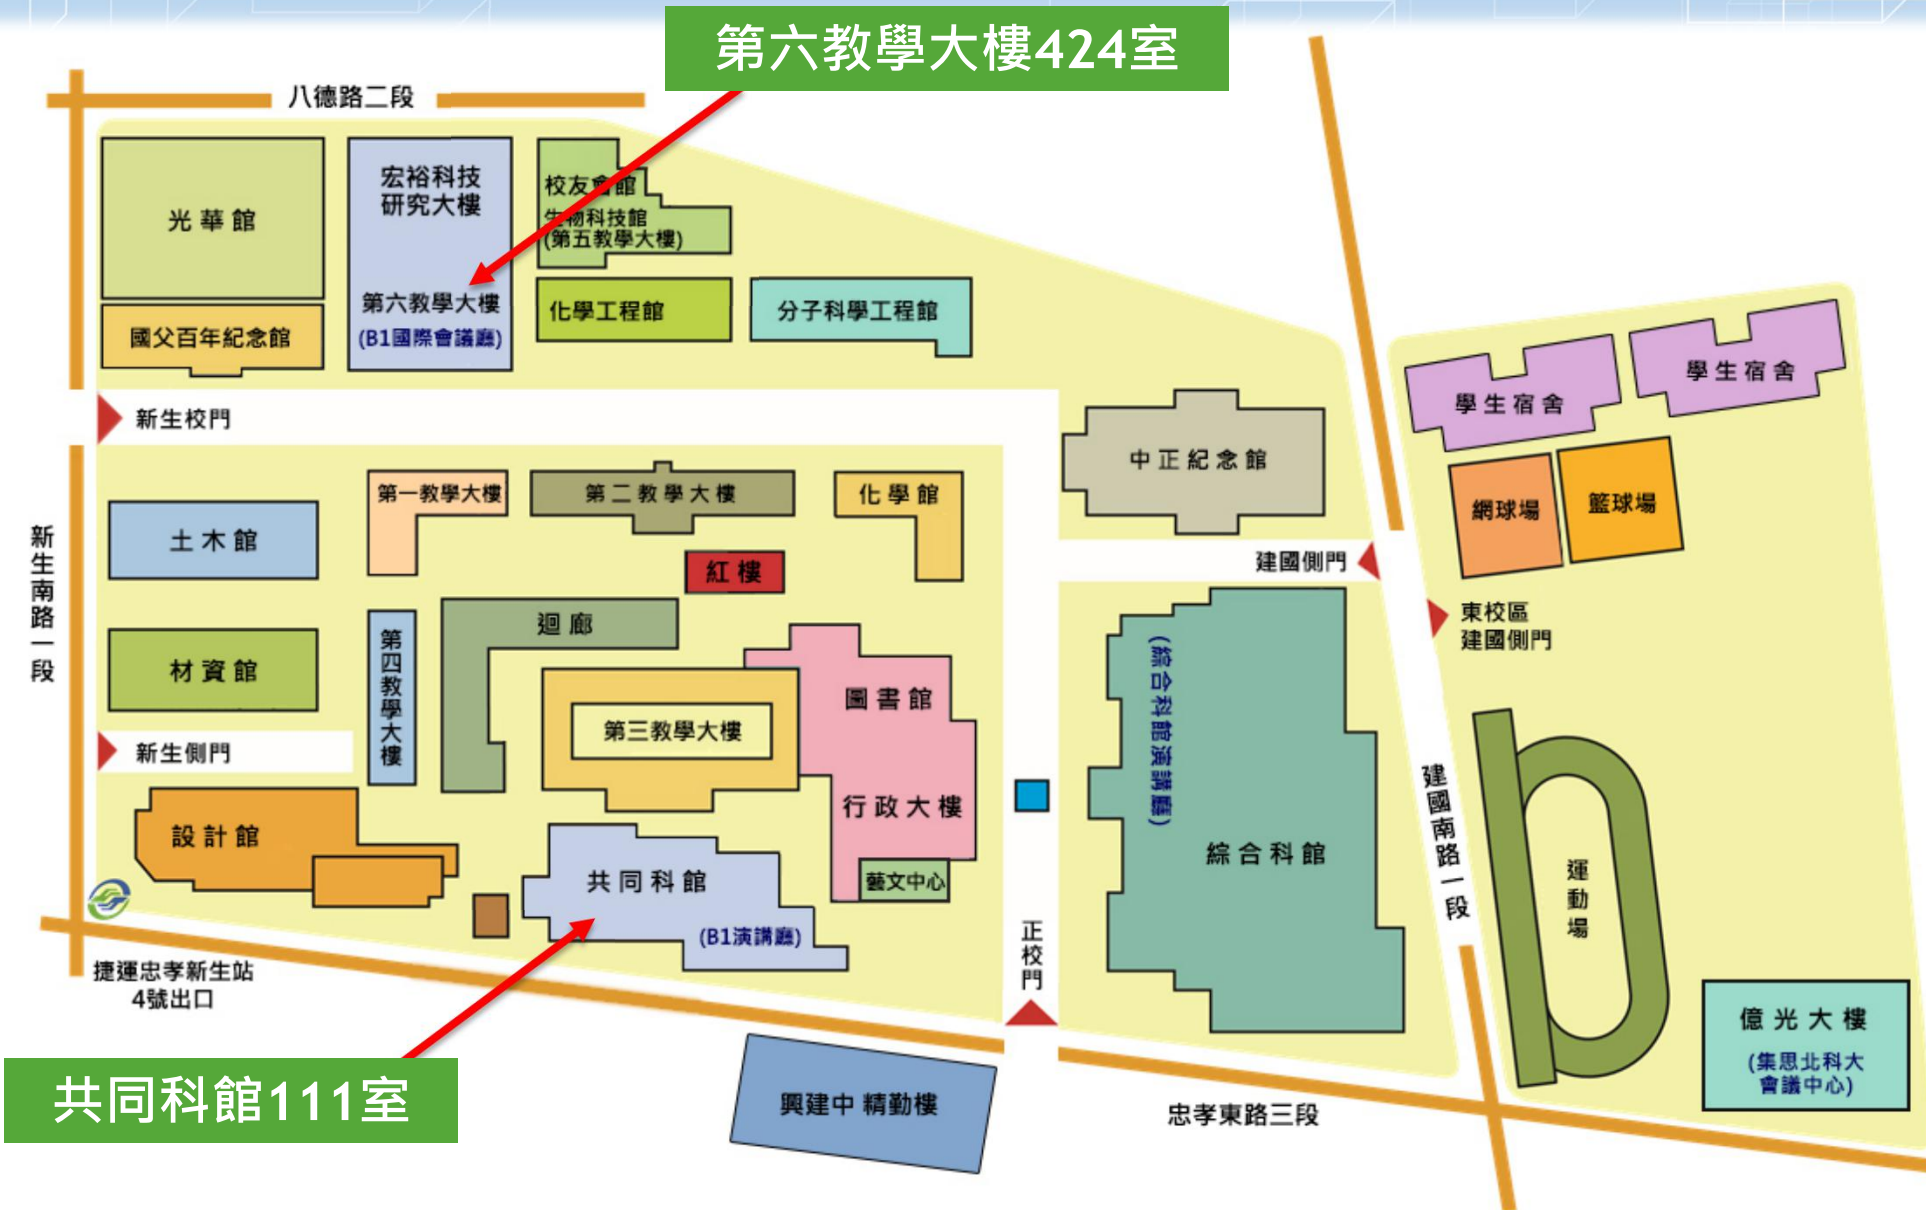 第六教學大樓424室
八德路二段
光華館
宏裕科技
研究大樓
校友會館
生物科技館
(第五教學大樓)
第六教學大樓
(B1國際會議廳)
化學工程館
分子科學工程館
國父百年紀念館
學生宿舍
學生宿舍
新生校門
中正紀念館
第一教學大樓
第二教學大樓
化學館
網球場
籃球場
新生南路一段
土木館
紅樓
建國側門
東校區
建國側門
迴廊
材資館
第四教學大樓
圖書館
(綜合科館演講廳)
第三教學大樓
新生側門
建國南路一段
行政大樓
設計館
綜合科館
共同科館
藝文中心
運動場
(B1演講廳)
正校門
捷運忠孝新生站
4號出口
億光大樓
(集思北科大
會議中心)
共同科館111室
興建中 精勤樓
忠孝東路三段